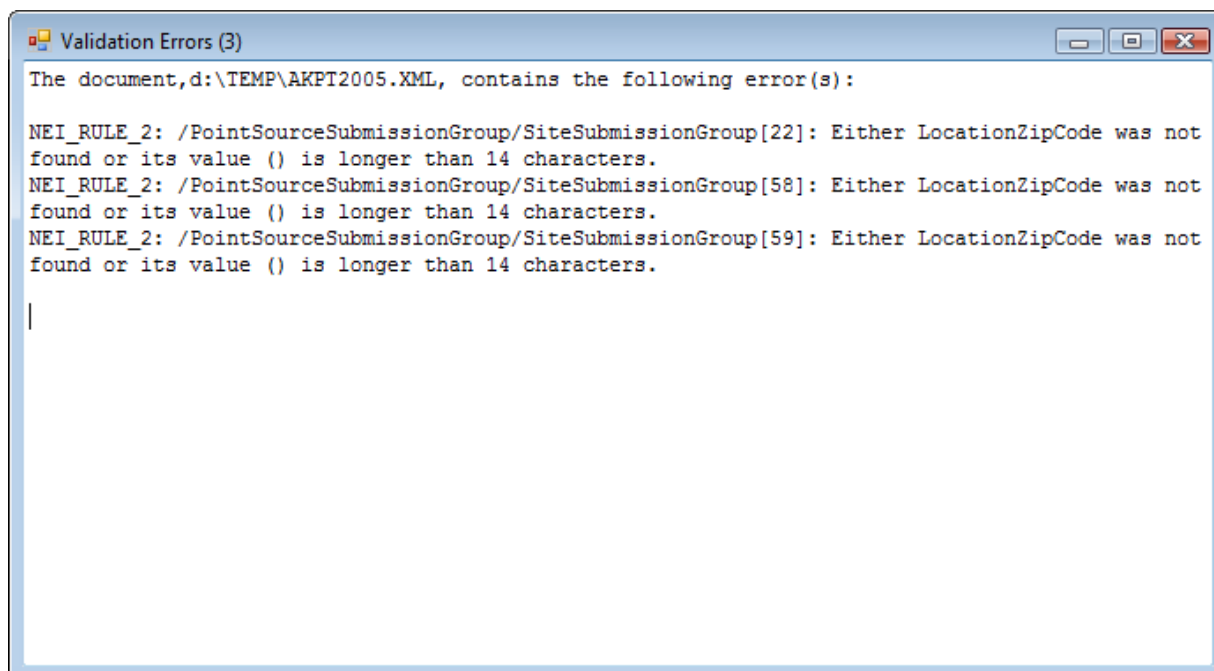 Validation Errors (3)
The document,d:\TEMP\AKPT2005.XML, contains the following error(s):
NEI_RULE_2: /PointSourceSubmissionGroup/SiteSubmissionGroup[22]: Either LocationZipCode was not
found or its value () is longer than 14 characters.
NEI_RULE_2: /PointSourceSubmissionGroup/SiteSubmissionGroup[58]: Either LocationZipCode was not
found or its value () is longer than 14 characters.
NEI_RULE_2: /PointSourceSubmissionGroup/SiteSubmissionGroup[59]: Either LocationZipCode was not
found or its value () is longer than 14 characters.